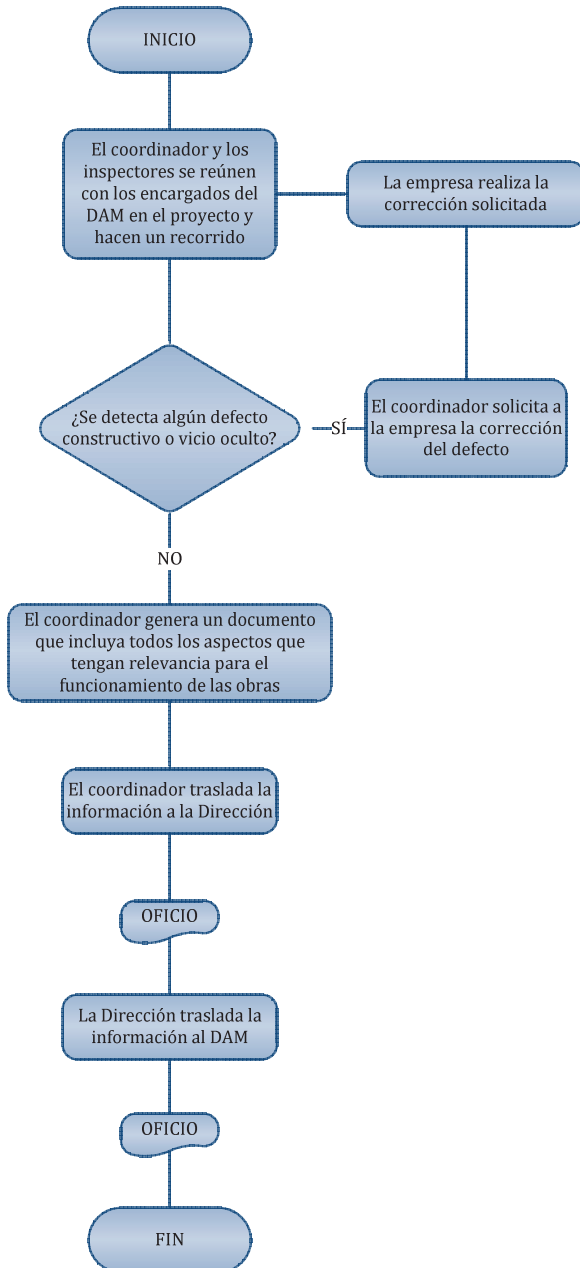 INICIO
El coordinador y los
inspectores se reúnen
con los encargados del
DAM en el proyecto y
hacen un recorrido
La empresa realiza la
corrección solicitada
¿Se detecta algún defecto
constructivo o vicio oculto?
SÍ
El coordinador solicita a
la empresa la corrección
del defecto
NO
El coordinador genera un documento
que incluya todos los aspectos que
tengan relevancia para el
funcionamiento de las obras
El coordinador traslada la
información a la Dirección
OFICIO
La Dirección traslada la
información al DAM
OFICIO
FIN